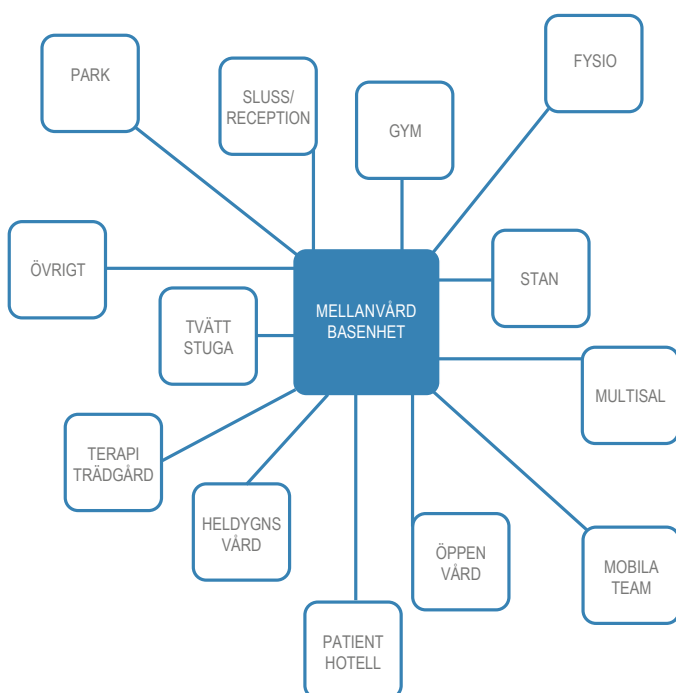 PARK
SLUSS/
RECEPTION
GYM
FYSIO
ÖVRIGT
STAN
MELLANVÅRD
BASENHET
TVÄTT
STUGA
MULTISAL
TERAPI
TRÄDGÅRD
HELDYGNS
VÅRD
ÖPPEN
VÅRD
MOBILA
TEAM
PATIENT
HOTELL